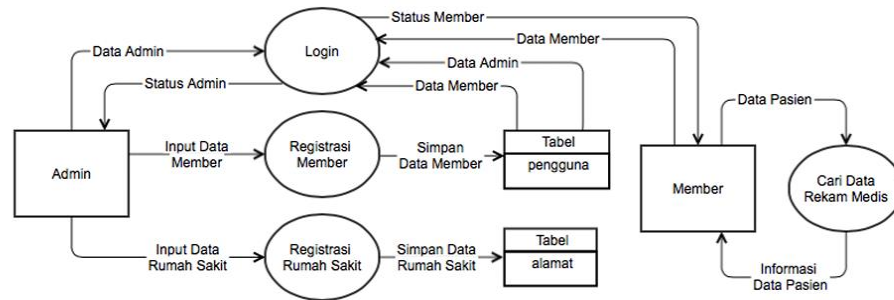 Status Member
Data Member
Data Admin
Login
Data Admin
Status Admin
Data Member
Data Pasien
Admin
Input Data
Member
Registrasi
Member
Simpan
Data Member
Tabel
pengguna
Member
Cari Data
Rekam Medis
Input Data
Rumah Sakit
Registrasi
Rumah Sakit
Simpan Data
Rumah Sakit
Tabel
alamat
Informasi
Data Pasien